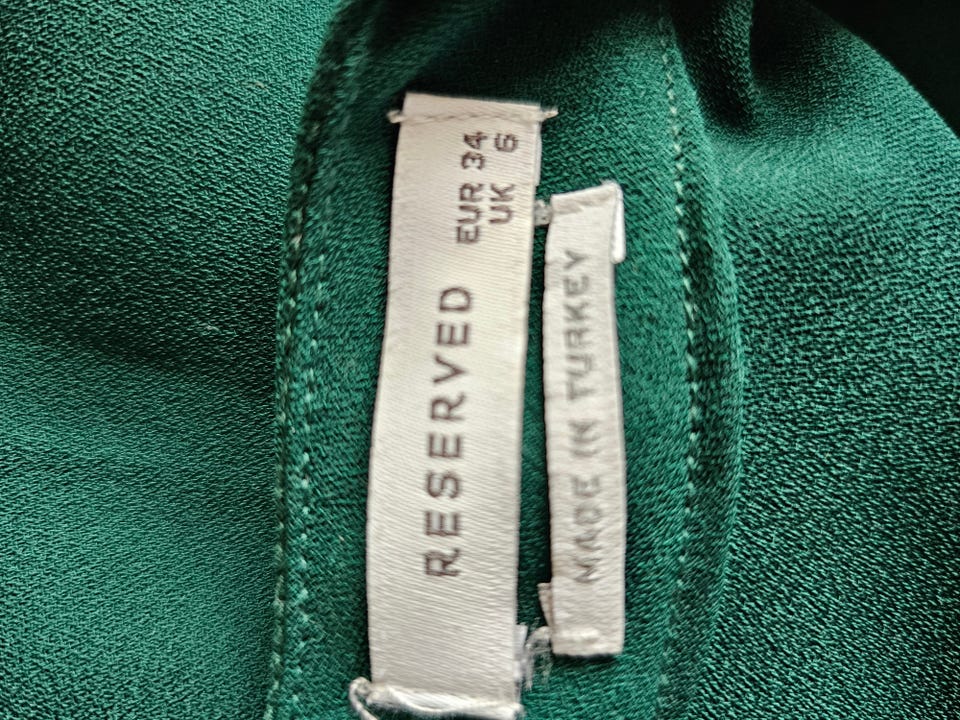 RESERVED
EUR 34
UK 6
MADE IN TURKEY